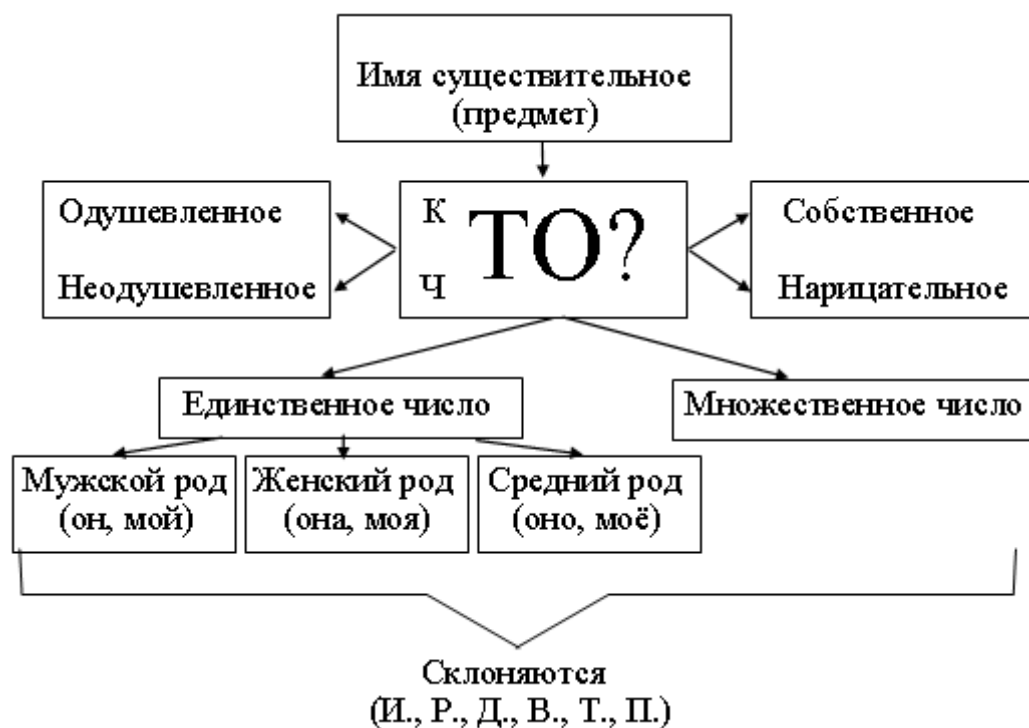 Имя существительное
(предмет)
Одушевленное
Неодушевленное
К
Ч
ТО?
Собственное
Нарицательное
Единственное число
Множественное число
Мужской род
(он, мой)
Женский род
(она, моя)
Средний род
(оно, моё)
Склоняются
(И., Р., Д., В., Т., П.)